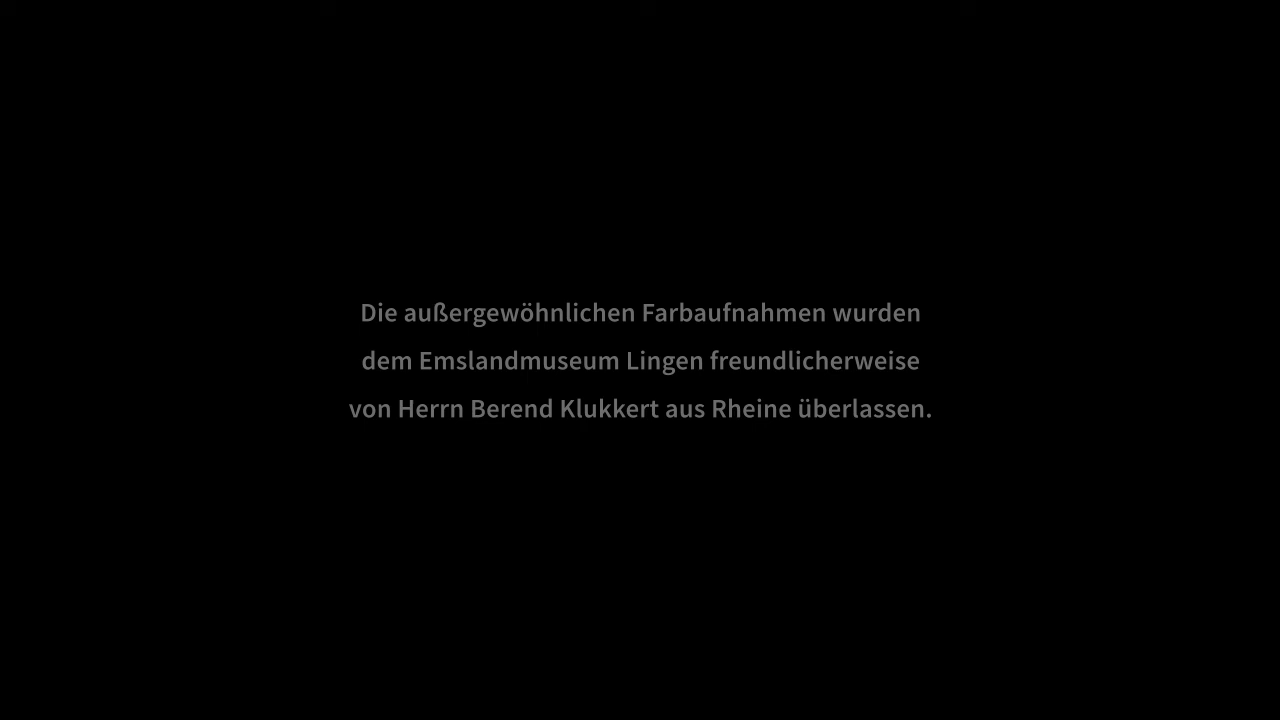 Die außergewöhnlichen Farbaufnahmen wurden
dem Emslandmuseum Lingen freundlicherweise
von Herrn Berend Klukkert aus Rheine überlassen.